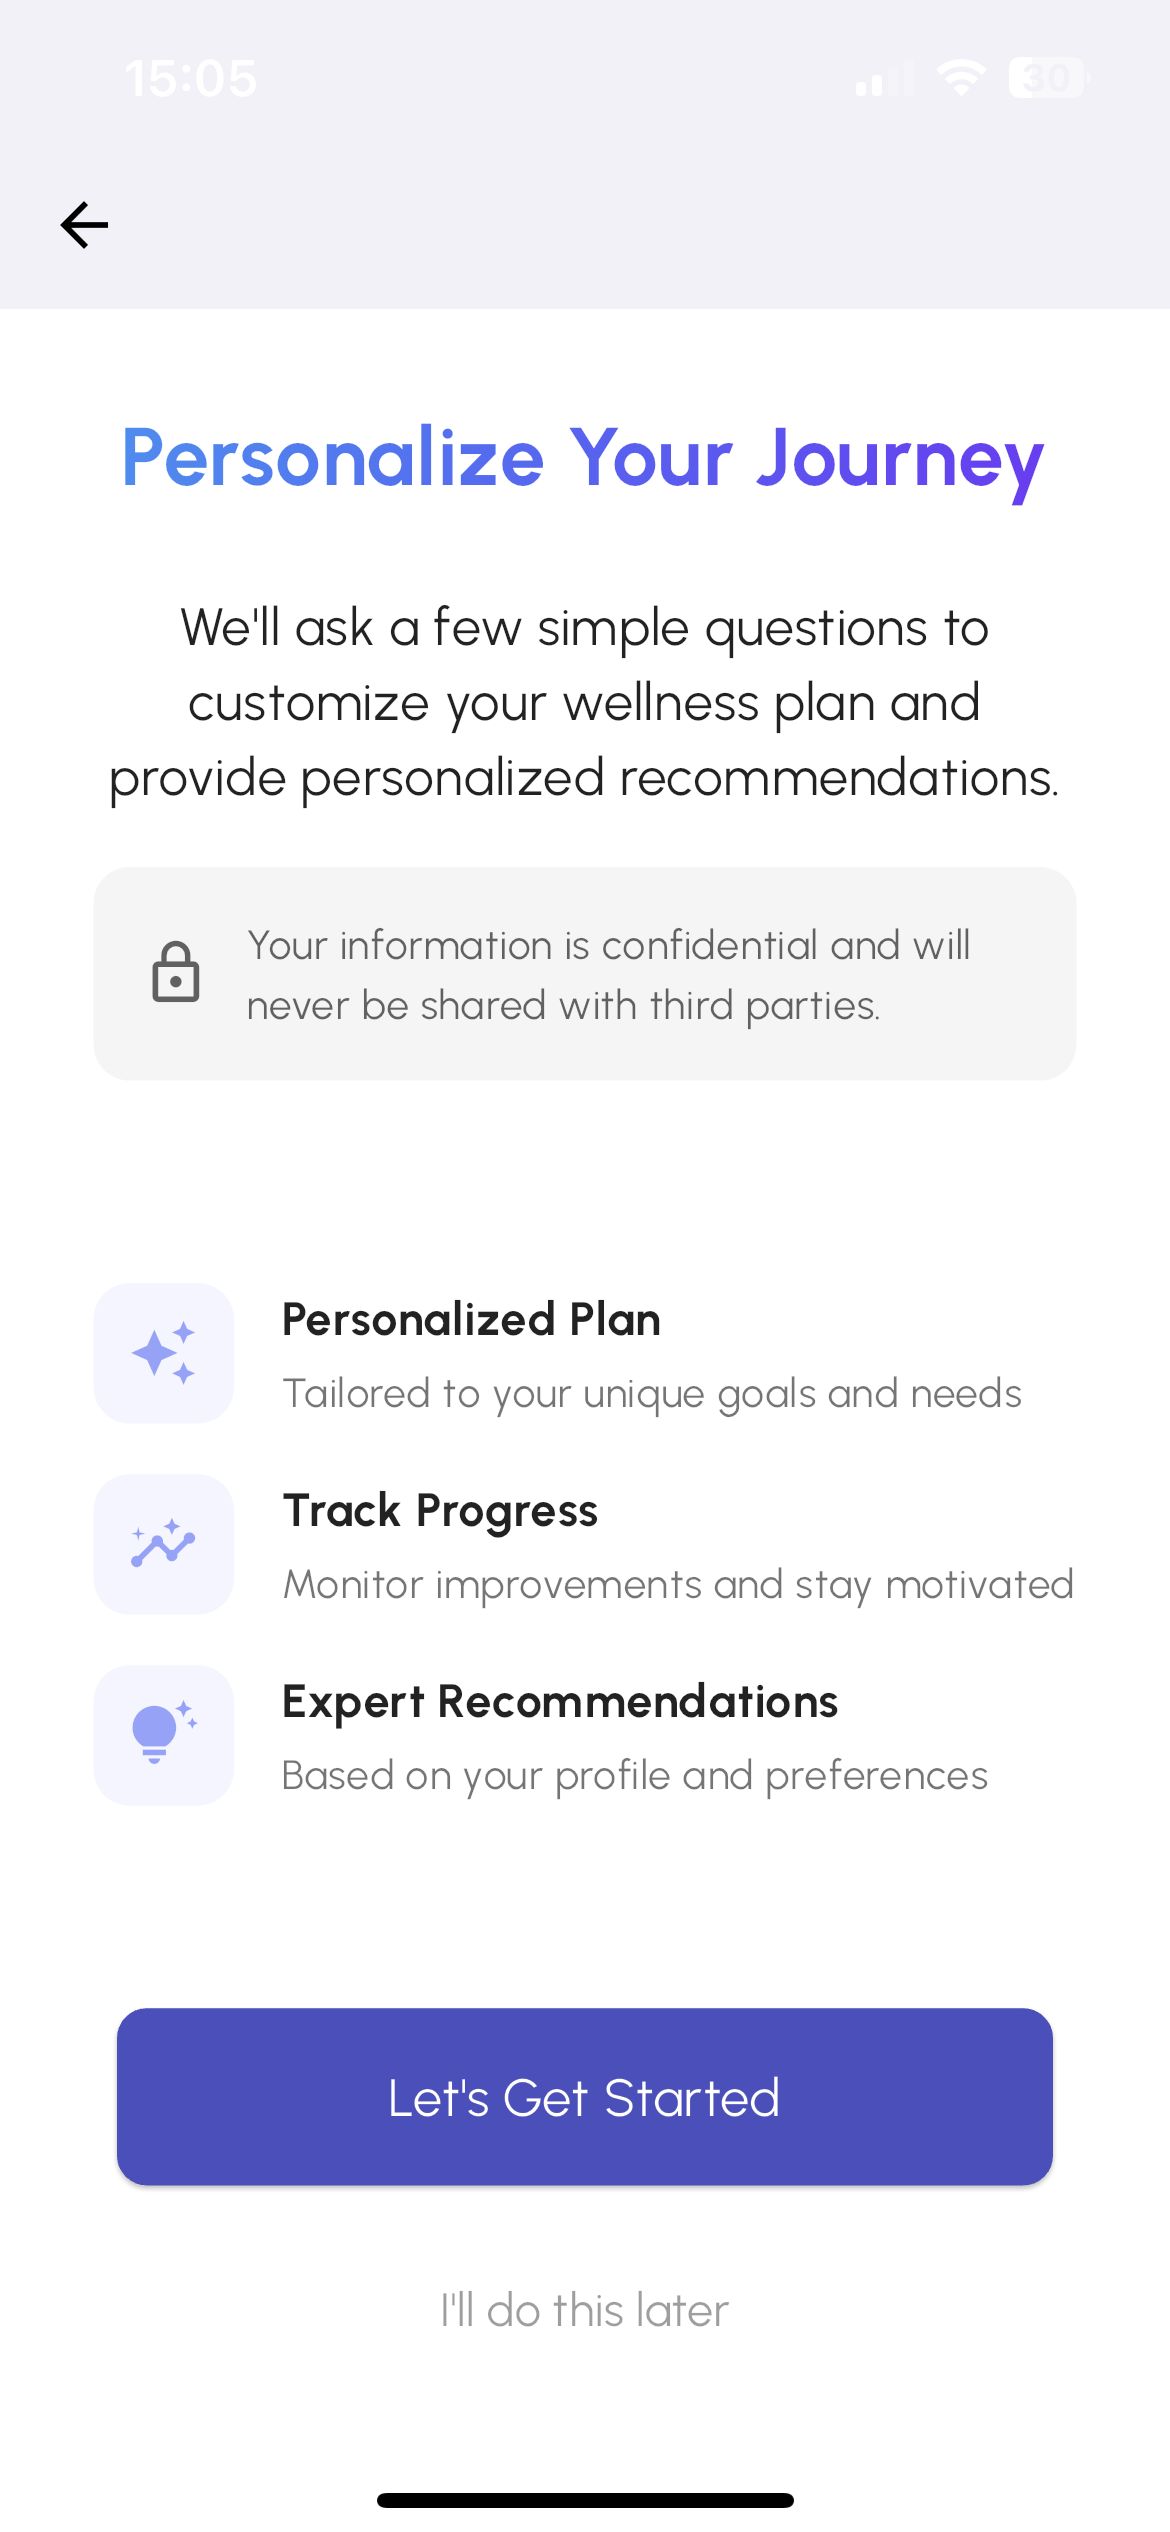 15:05
30
Personalize Your Journey
We'll ask a few simple questions to
customize your wellness plan and
provide personalized recommendations.
Your information is confidential and will
never be shared with third parties.
Personalized Plan
Tailored to your unique goals and needs
Track Progress
Monitor improvements and stay motivated
Expert Recommendations
Based on your profile and preferences
Let's Get Started
I'll do this later